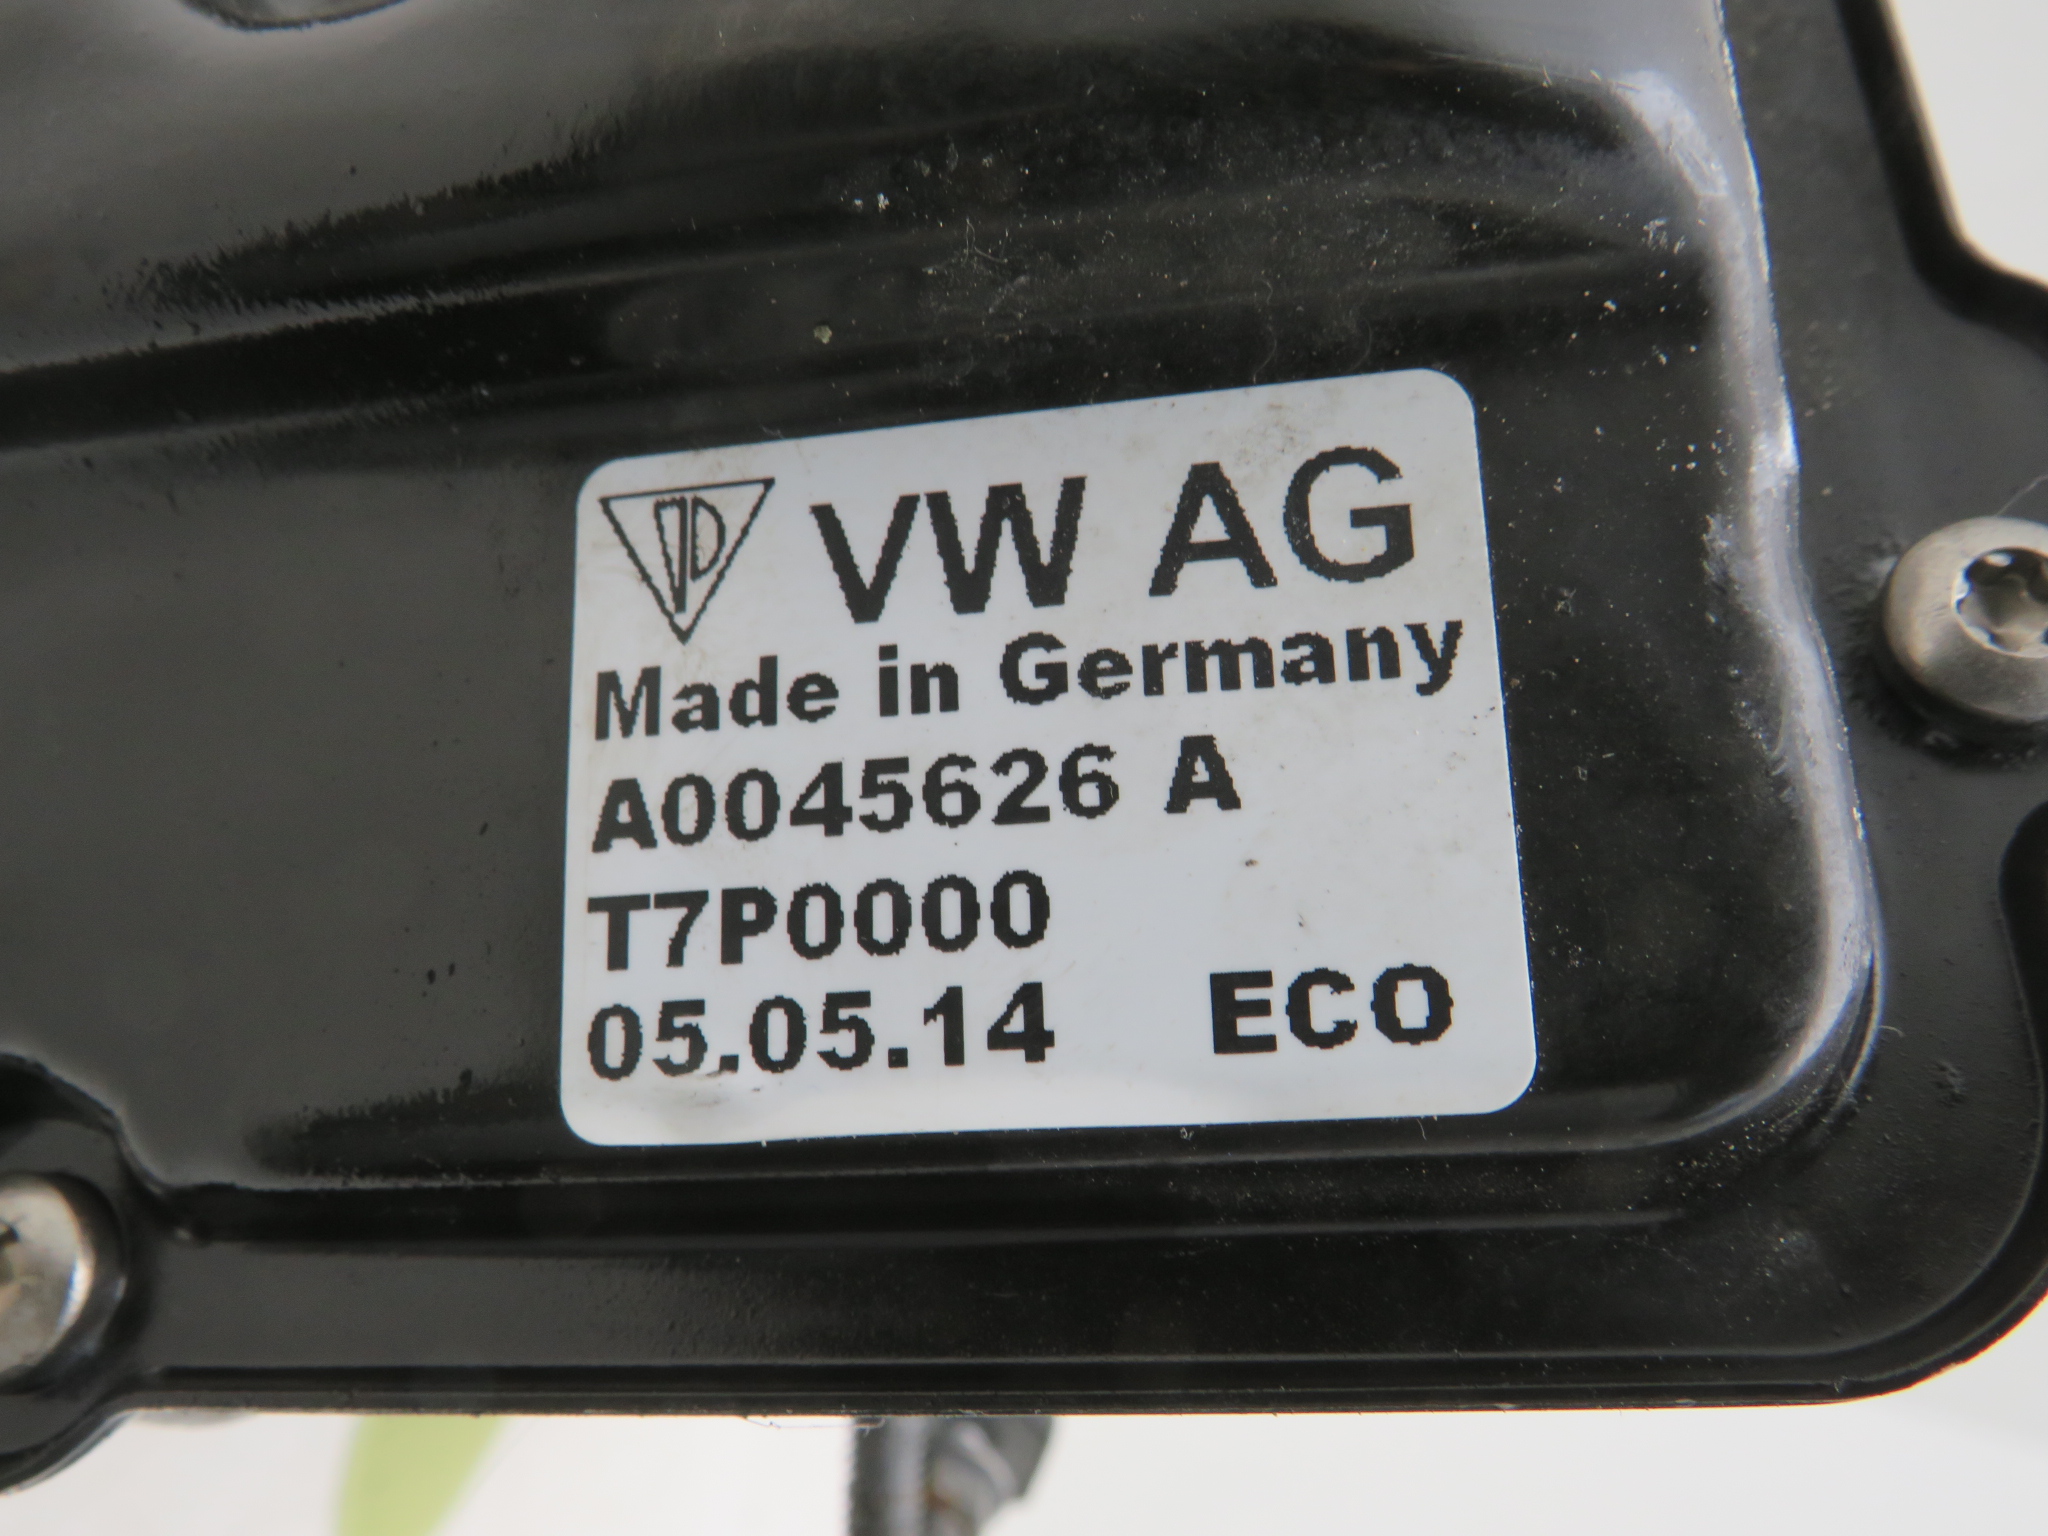 VW AG
Made in Germany
A0045626 A
T7P0000
05.05.14 ECO